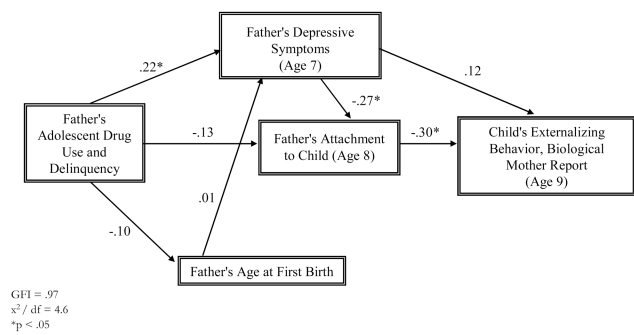 Father's Depressive
Symptoms
(Age 7)
.22*
.12
-.27*
Father's
Adolescent Drug
Use and
Delinquency
-.13
Father's Attachment
to Child (Age 8)
-.30*
Child's Externalizing
Behavior, Biological
Mother Report
(Age 9)
.01
-.10
Father's Age at First Birth
GFI = .97
x²/ df = 4.6
*p < .05